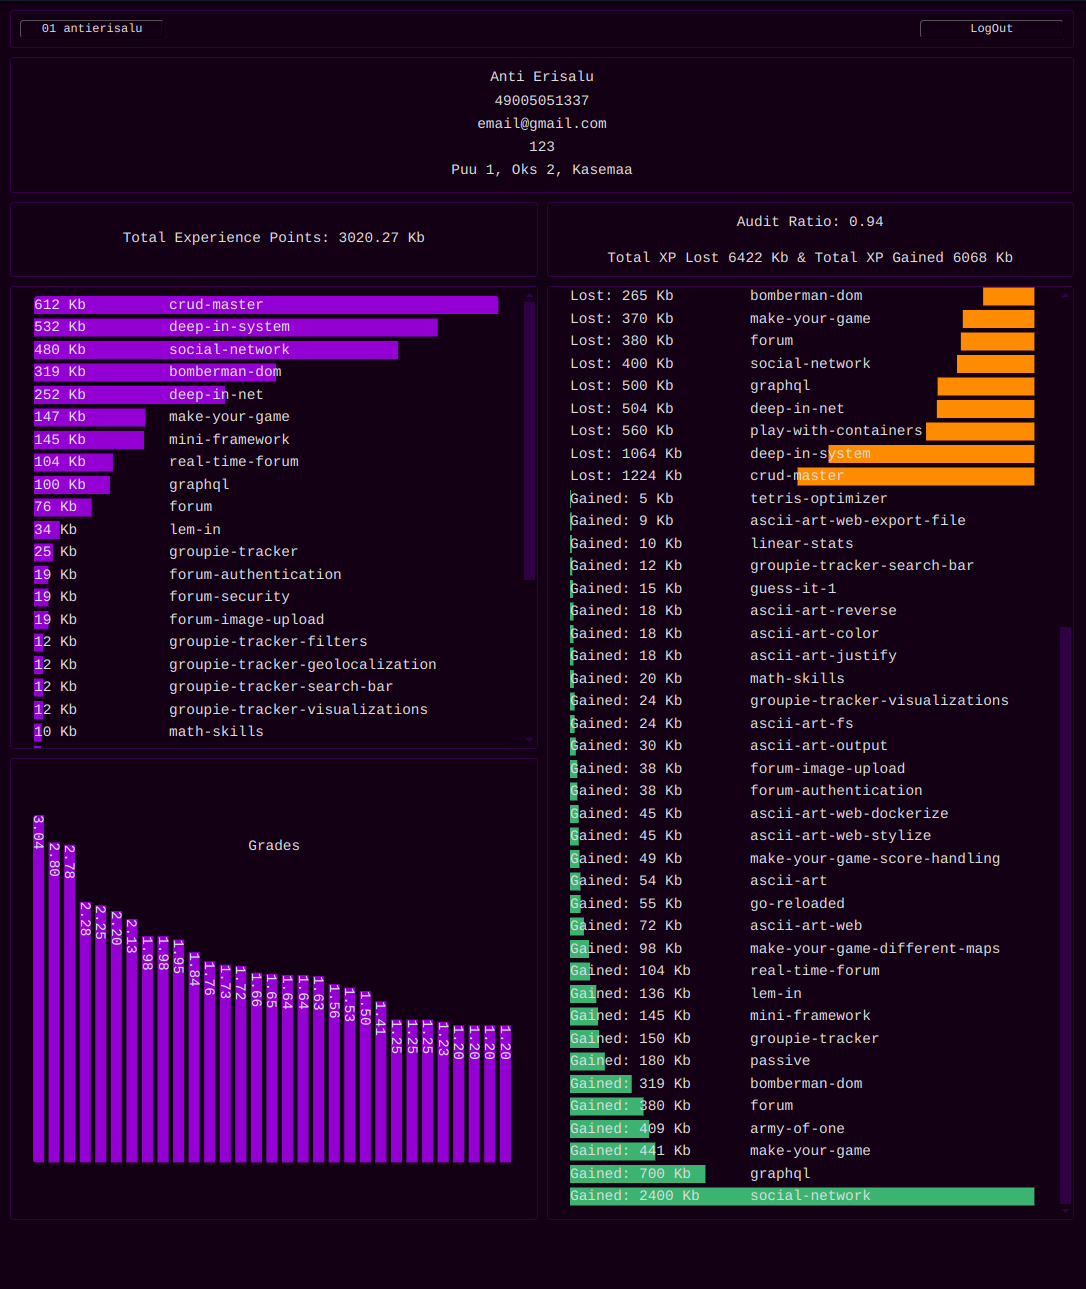 01 antierisalu
LogOut
Anti Erisalu
49005051337
email@gmail.com
123
Puu 1, Oks 2, Kasemaa
Total Experience Points: 3020.27 Kb
Audit Ratio: 0.94
Total XP Lost 6422 Kb & Total XP Gained 6068 Kb
612 Kb crud-master
532 Kb deep-in-system
480 Kb social-network
319 Kb bomberman-dom
252 Kb deep-in-net
147 Kb make-your-game
145 Kb mini-framework
104 Kb real-time-forum
100 Kb graphql
76 Kb forum
34 Kb lem-in
25 Kb groupie-tracker
19 Kb forum-authentication
19 Kb forum-security
19 Kb forum-image-upload
12 Kb groupie-tracker-filters
12 Kb groupie-tracker-geolocalization
12 Kb groupie-tracker-search-bar
12 Kb groupie-tracker-visualizations
10 Kb math-skills
Grades
3.04
2.80
2.78
2.28
2.25
2.20
2.13
1.98
1.98
1.95
1.84
1.76
1.73
1.72
1.66
1.65
1.64
1.64
1.63
1.56
1.53
1.50
1.41
1.25
1.25
1.25
1.23
1.20
1.20
1.20
1.20
Lost: 265 Kb bomberman-dom
Lost: 370 Kb make-your-game
Lost: 380 Kb forum
Lost: 400 Kb social-network
Lost: 500 Kb graphql
Lost: 504 Kb deep-in-net
Lost: 560 Kb play-with-containers
Lost: 1064 Kb deep-in-system
Lost: 1224 Kb crud-master
Gained: 5 Kb tetris-optimizer
Gained: 9 Kb ascii-art-web-export-file
Gained: 10 Kb linear-stats
Gained: 12 Kb groupie-tracker-search-bar
Gained: 15 Kb guess-it-1
Gained: 18 Kb ascii-art-reverse
Gained: 18 Kb ascii-art-color
Gained: 18 Kb ascii-art-justify
Gained: 20 Kb math-skills
Gained: 24 Kb groupie-tracker-visualizations
Gained: 24 Kb ascii-art-fs
Gained: 30 Kb ascii-art-output
Gained: 38 Kb forum-image-upload
Gained: 38 Kb forum-authentication
Gained: 45 Kb ascii-art-web-dockerize
Gained: 45 Kb ascii-art-web-stylize
Gained: 49 Kb make-your-game-score-handling
Gained: 54 Kb ascii-art
Gained: 55 Kb go-reloaded
Gained: 72 Kb ascii-art-web
Gained: 98 Kb make-your-game-different-maps
Gained: 104 Kb real-time-forum
Gained: 136 Kb lem-in
Gained: 145 Kb mini-framework
Gained: 150 Kb groupie-tracker
Gained: 180 Kb passive
Gained: 319 Kb bomberman-dom
Gained: 380 Kb forum
Gained: 409 Kb army-of-one
Gained: 441 Kb make-your-game
Gained: 700 Kb graphql
Gained: 2400 Kb social-network